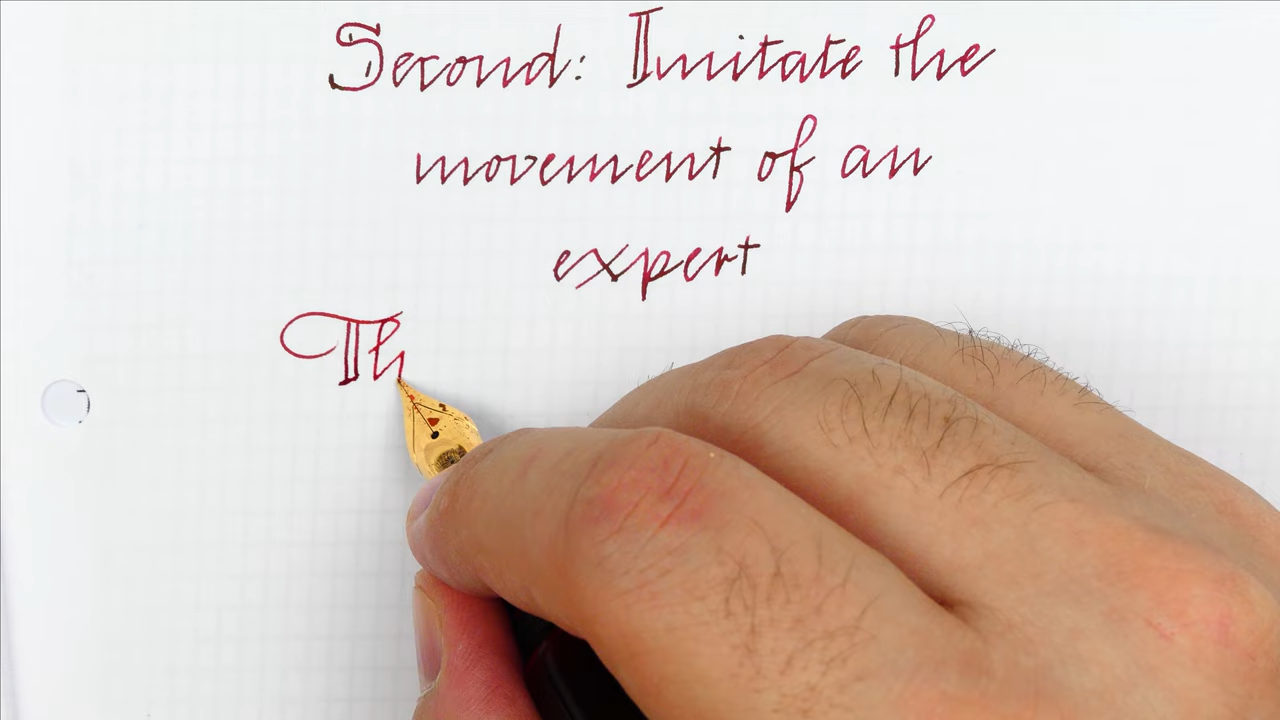 Second: Imitate the
movement of an
expert
Th